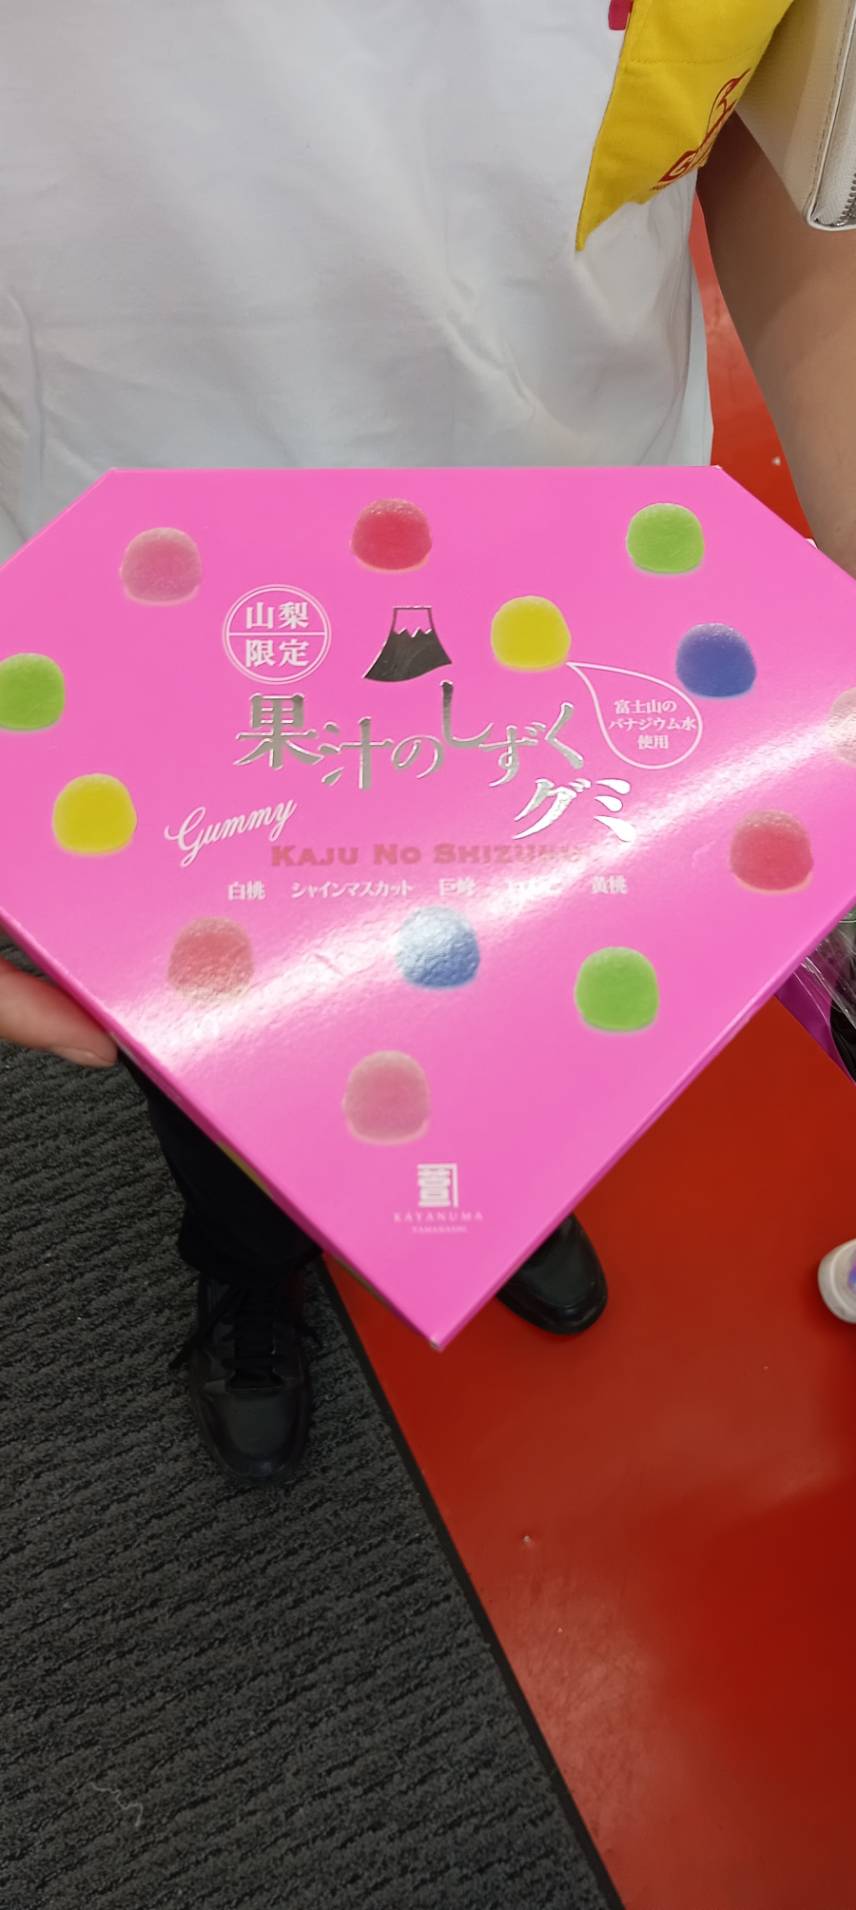 山梨
限定
富士山の
バナジウム水
使用
果汁のしずく
グミ
Gummy
KAJU NO SHIZUKU
白桃 シャインマスカット 巨峰 黄桃
KAYANUMA
YAMANASHI